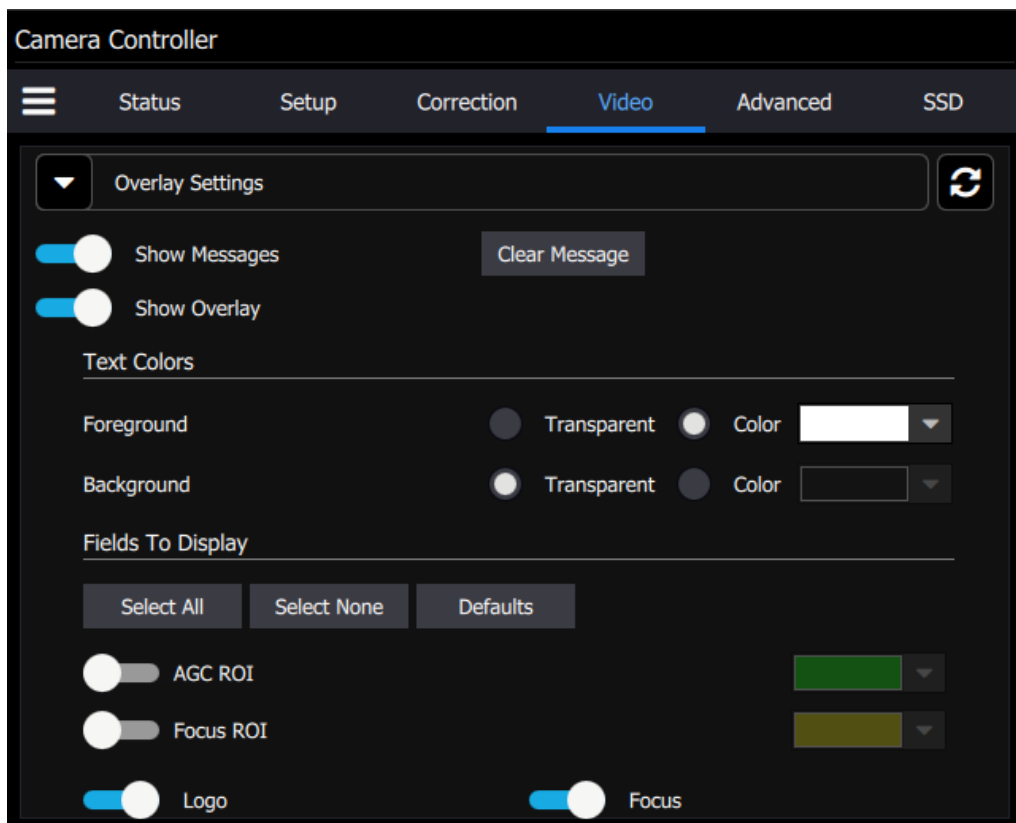 Camera Controller
Status Setup Correction Video Advanced SSD
Overlay Settings
Show Messages Clear Message
Show Overlay
Text Colors
Foreground Transparent Color
Background Transparent Color
Fields To Display
Select All Select None Defaults
AGC ROI
Focus ROI
Logo Focus